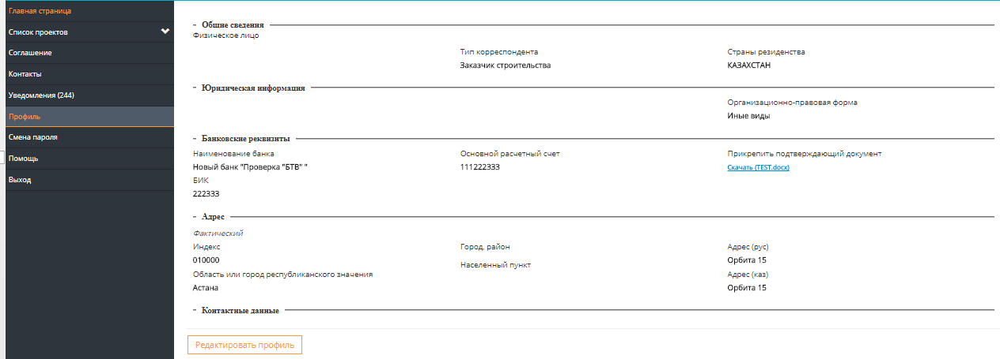 Главная страница
Список проектов
Соглашение
Контакты
Уведомления (244)
Профиль
Смена пароля
Помощь
Выход
- Общие сведения
Физическое лицо
Тип корреспондента
Заказчик строительства
Страны резиденства
КАЗАХСТАН
- Юридическая информация
Организационно-правовая форма
Иные виды
- Банковские реквизиты
Наименование банка
Новый банк "Проверка "БТВ" "
БИК
222333
Основной расчетный счет
111222333
Прикрепить подтверждающий документ
Скачать (TEST.docx)
- Адрес
Фактический
Индекс
010000
Область или город республиканского значения
Астана
Город, район
Населенный пункт
Адрес (рус)
Орбита 15
Адрес (каз)
Орбита 15
- Контактные данные
Редактировать профиль